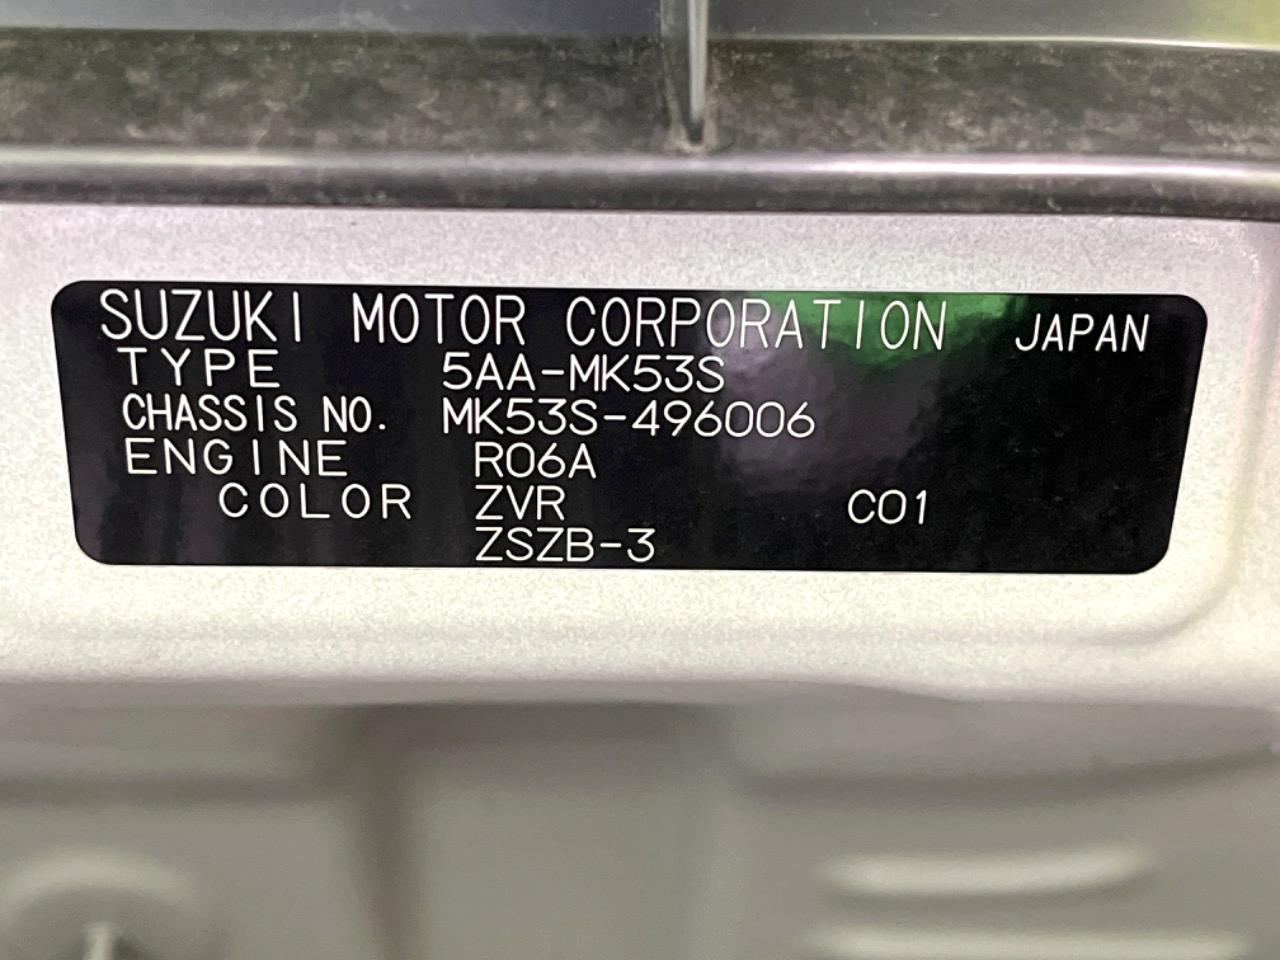 SUZUKI MOTOR CORPORATION JAPAN
TYPE 5AA-MK53S
CHASSIS NO. MK53S-496006
ENGINE R06A
COLOR ZVR C01
ZSZB-3